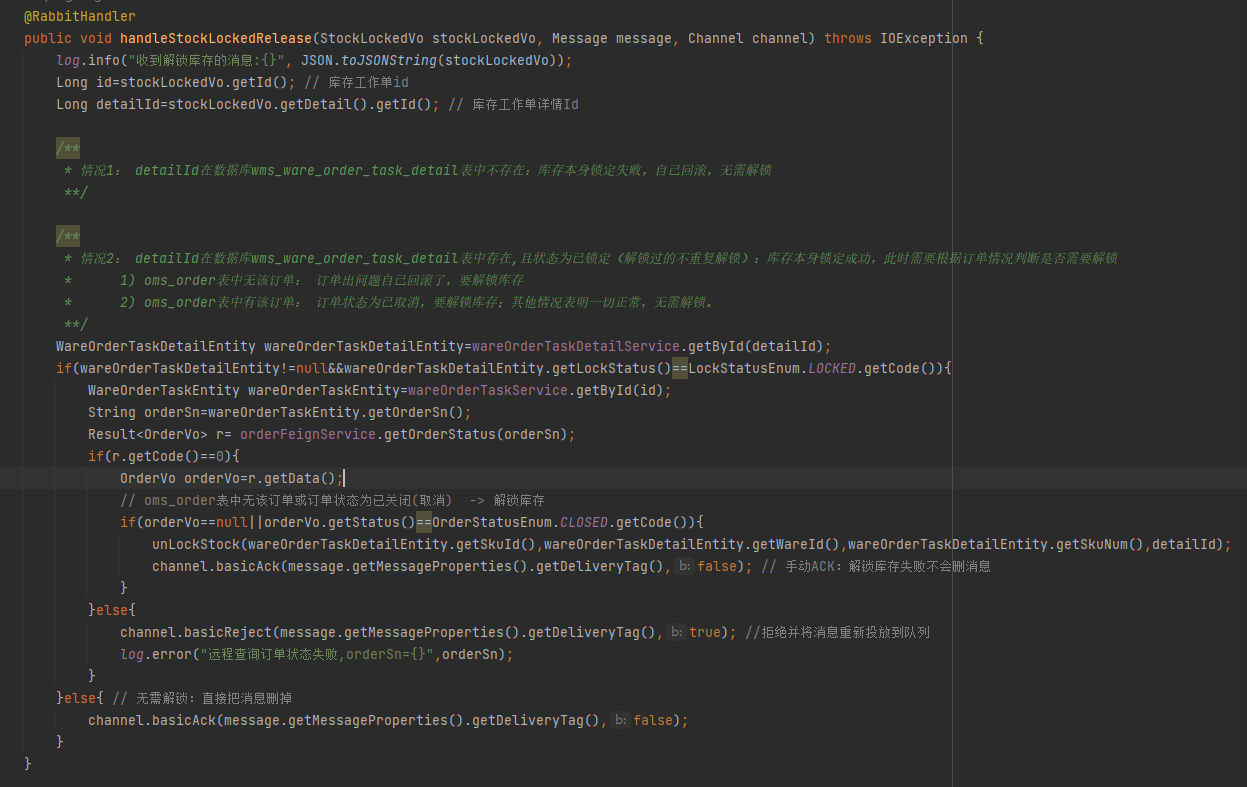 @RabbitHandler
public void handleStockLockedRelease(StockLockedVo stockLockedVo, Message message, Channel channel) throws IOException {
log.info("收到解锁库存的消息:{}", JSON.toJSONString(stockLockedVo));
Long id=stockLockedVo.getId(); // 库存工作单id
Long detailId=stockLockedVo.getDetail().getId(); // 库存工作单详情Id
/**
* 情况1： detailId在数据库wms_ware_order_task_detail表中不存在：库存本身锁定失败，自己回滚，无需解锁
**/
/**
* 情况2： detailId在数据库wms_ware_order_task_detail表中存在,且状态为已锁定（解锁过的不重复解锁）：库存本身锁定成功，此时需要根据订单情况判断是否需要解锁
* 1) oms_order表中无该订单： 订单出问题自己回滚了，要解锁库存
* 2) oms_order表中有该订单： 订单状态为已取消，要解锁库存；其他情况表明一切正常，无需解锁。
**/
WareOrderTaskDetailEntity wareOrderTaskDetailEntity=wareOrderTaskDetailService.getById(detailId);
if(wareOrderTaskDetailEntity!=null&&wareOrderTaskDetailEntity.getLockStatus()==LockStatusEnum.LOCKED.getCode()){
WareOrderTaskEntity wareOrderTaskEntity=wareOrderTaskService.getById(id);
String orderSn=wareOrderTaskEntity.getOrderSn();
Result<OrderVo> r= orderFeignService.getOrderStatus(orderSn);
if(r.getCode()==0){
OrderVo orderVo=r.getData();
// oms_order表中无该订单或订单状态为已关闭(取消） -> 解锁库存
if(orderVo==null||orderVo.getStatus()==OrderStatusEnum.CLOSED.getCode()){
unLockStock(wareOrderTaskDetailEntity.getSkuId(),wareOrderTaskDetailEntity.getWareId(),wareOrderTaskDetailEntity.getSkuNum(),detailId);
channel.basicAck(message.getMessageProperties().getDeliveryTag(), b: false); // 手动ACK：解锁库存失败不会删消息
}
}else{
channel.basicReject(message.getMessageProperties().getDeliveryTag(), b: true); //拒绝并将消息重新投放到队列
log.error("远程查询订单状态失败,orderSn={}",orderSn);
}
}else{ // 无需解锁：直接把消息删掉
channel.basicAck(message.getMessageProperties().getDeliveryTag(), b: false);
}
}